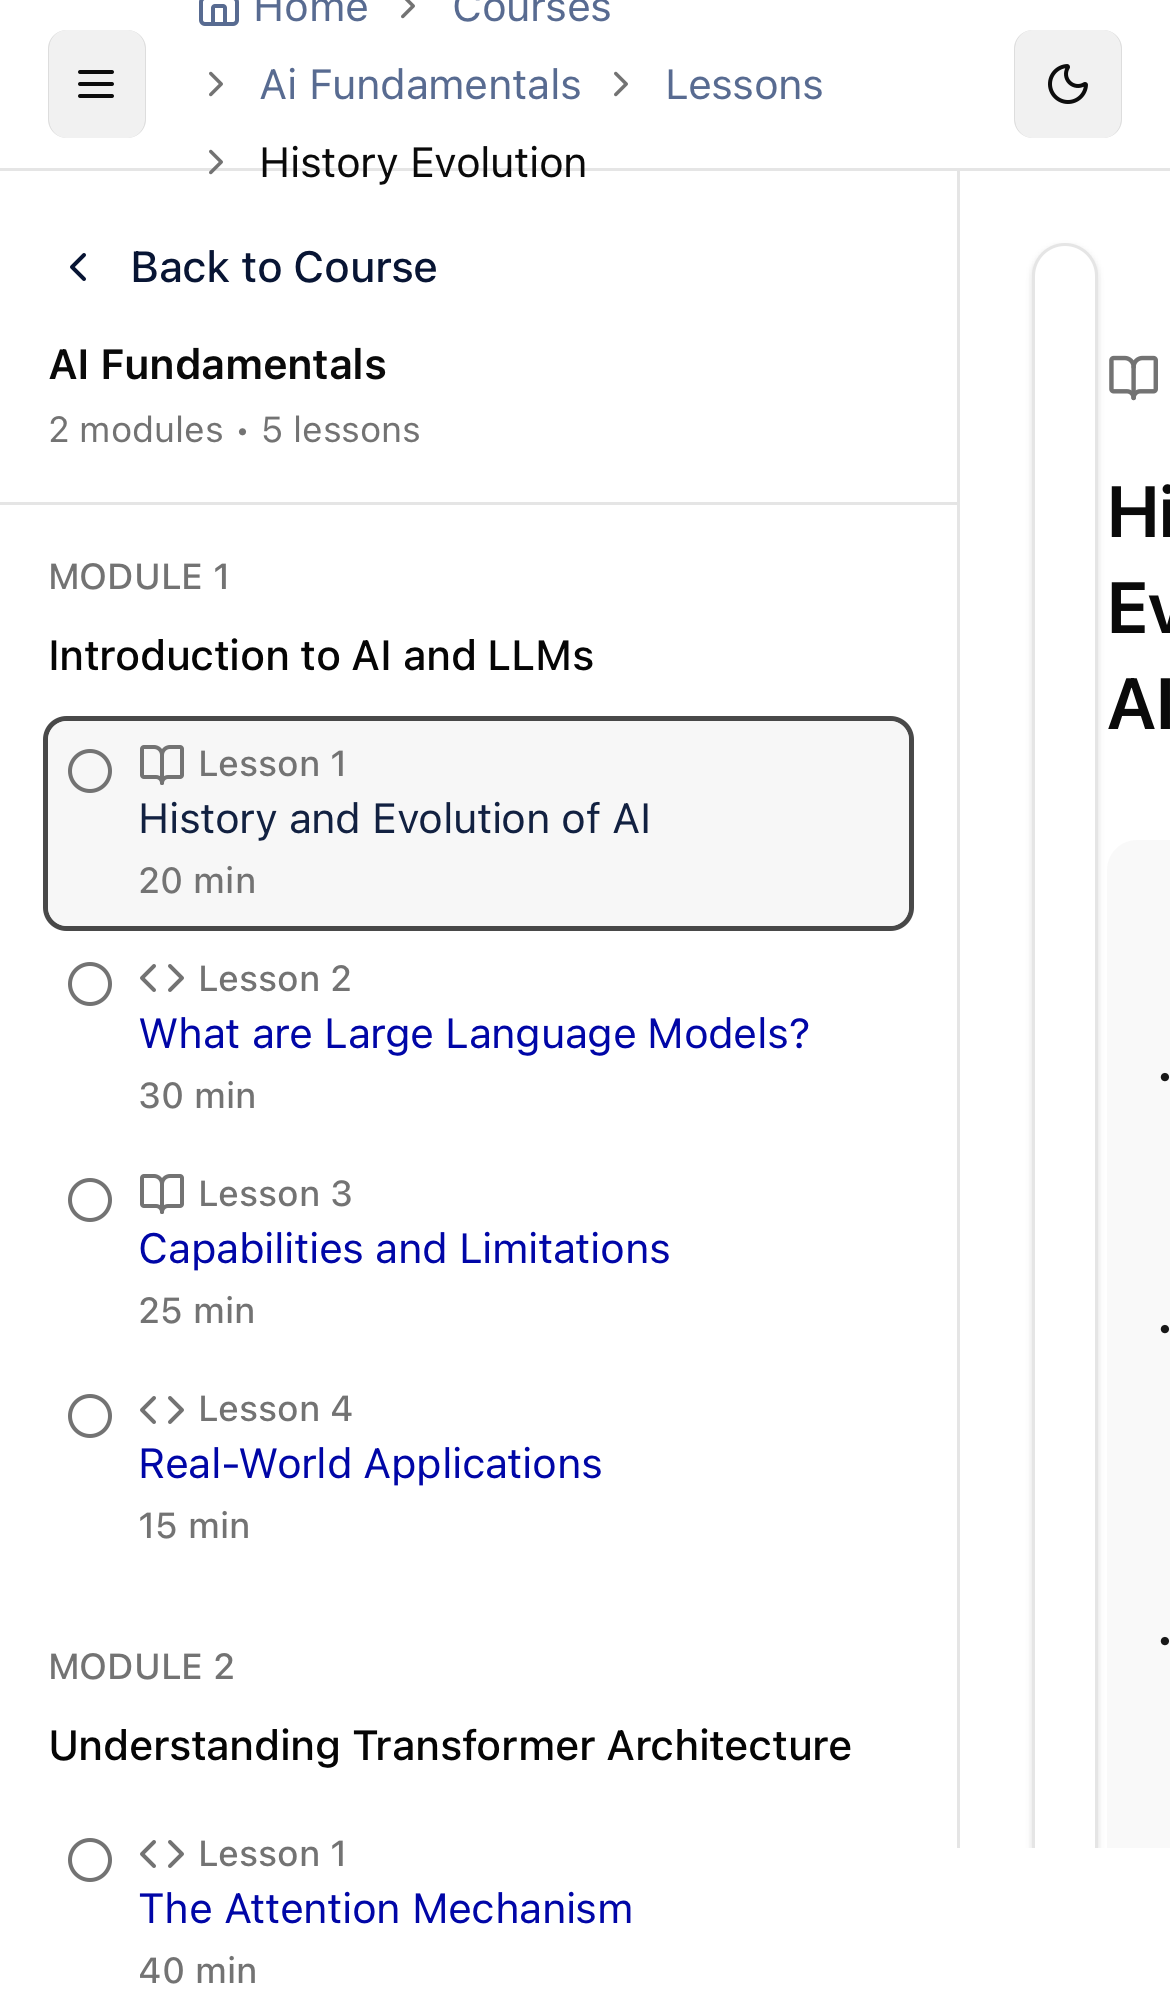 Home > Courses
> Ai Fundamentals > Lessons
> History Evolution
Back to Course
AI Fundamentals
2 modules • 5 lessons
MODULE 1
Introduction to AI and LLMs
Lesson 1
History and Evolution of AI
20 min
Lesson 2
What are Large Language Models?
30 min
Lesson 3
Capabilities and Limitations
25 min
Lesson 4
Real-World Applications
15 min
MODULE 2
Understanding Transformer Architecture
Lesson 1
The Attention Mechanism
40 min
Hi
Ev
AI